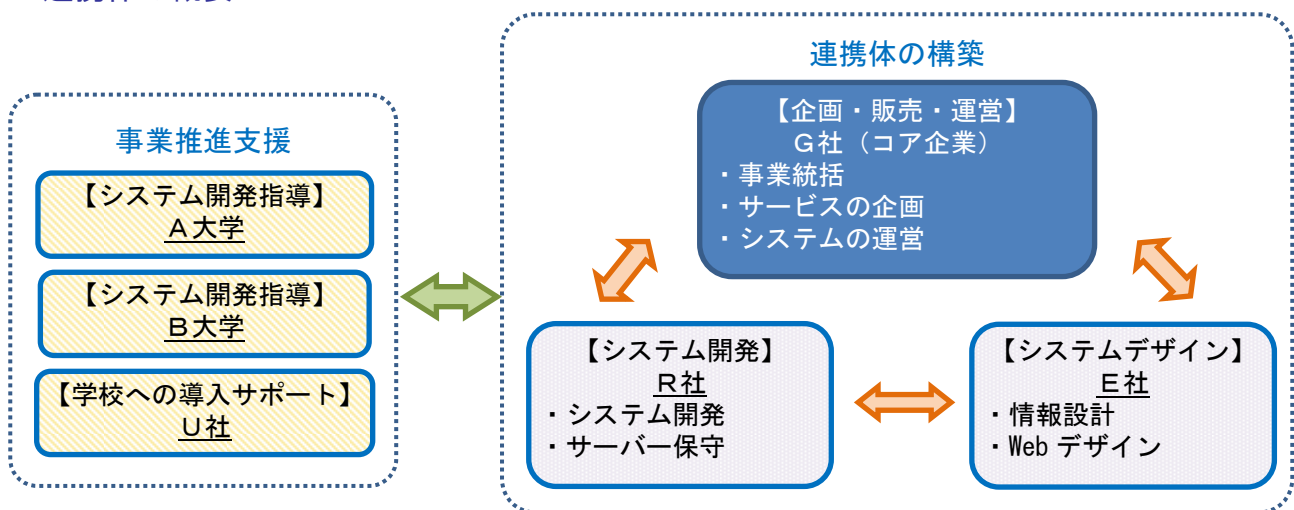 事業推進支援
【システム開発指導】
Ａ大学
【システム開発指導】
Ｂ大学
【学校への導入サポート】
Ｕ社
連携体の構築
【企画・販売・運営】
Ｇ社（コア企業）
・事業統括
・サービスの企画
・システムの運営
【システム開発】
Ｒ社
・システム開発
・サーバー保守
【システムデザイン】
Ｅ社
・情報設計
・Web デザイン